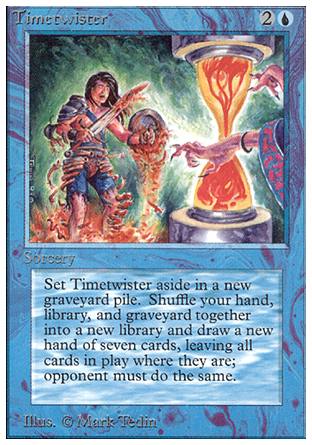 Timetwister 2
Sorcery
Set Timetwister aside in a new
graveyard pile. Shuffle your hand,
library, and graveyard together
into a new library and draw a new
hand of seven cards, leaving all
cards in play where they are;
opponent must do the same.
Illus. © Mark Tedin